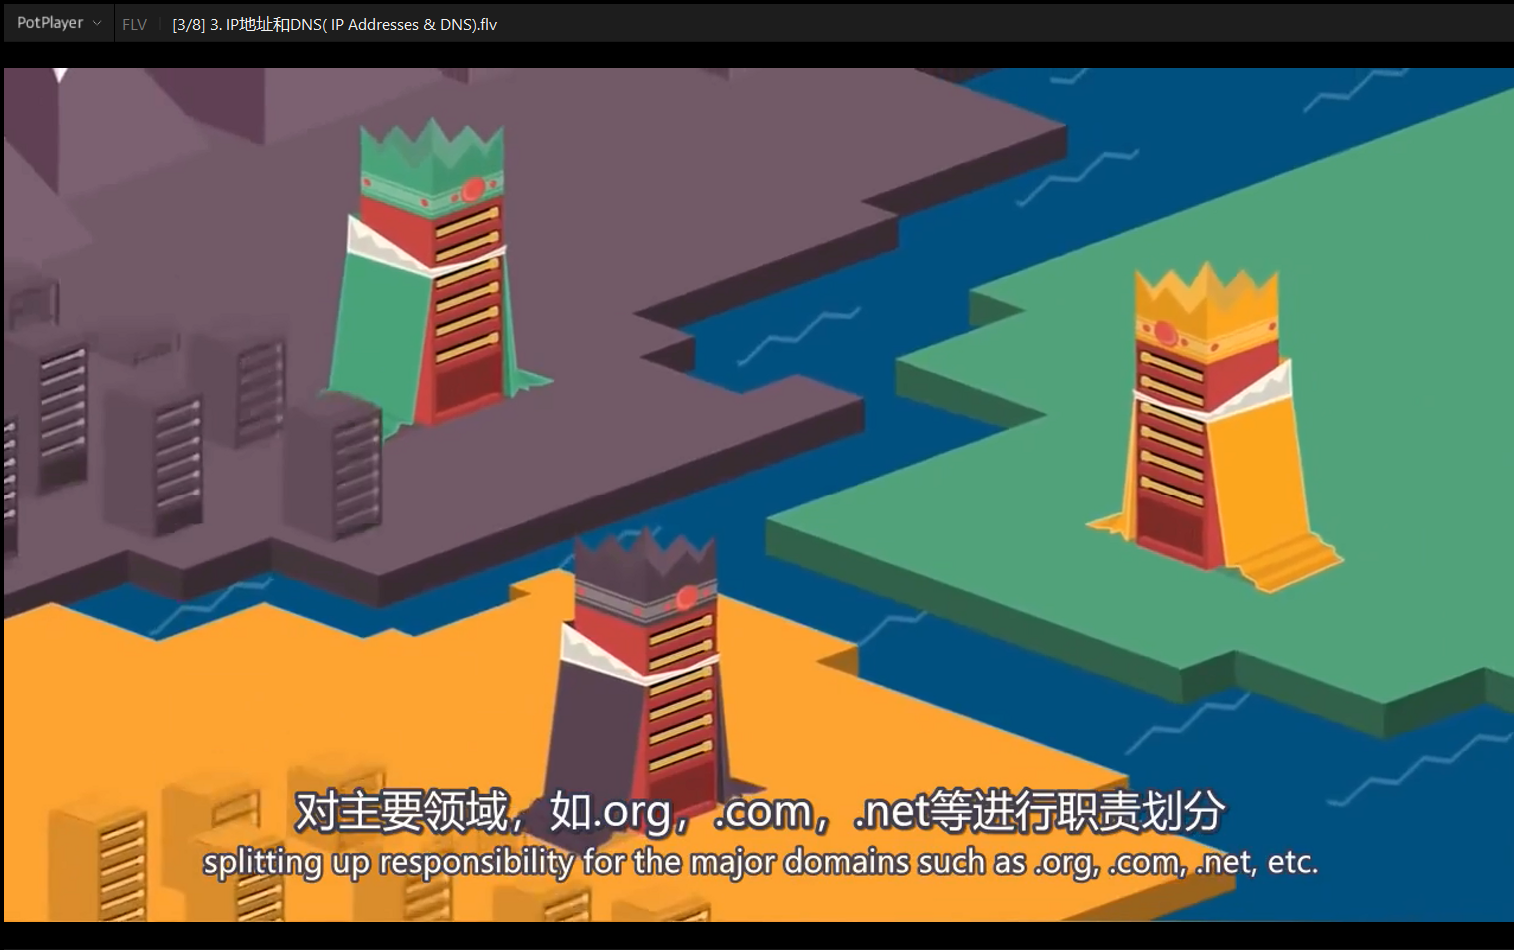 PotPlayer FLV [3/8] 3. IP地址和DNS( IP Addresses & DNS).flv
对主要领域，如.org，.com，.net等进行职责划分
splitting up responsibility for the major domains such as .org, .com, .net, etc.